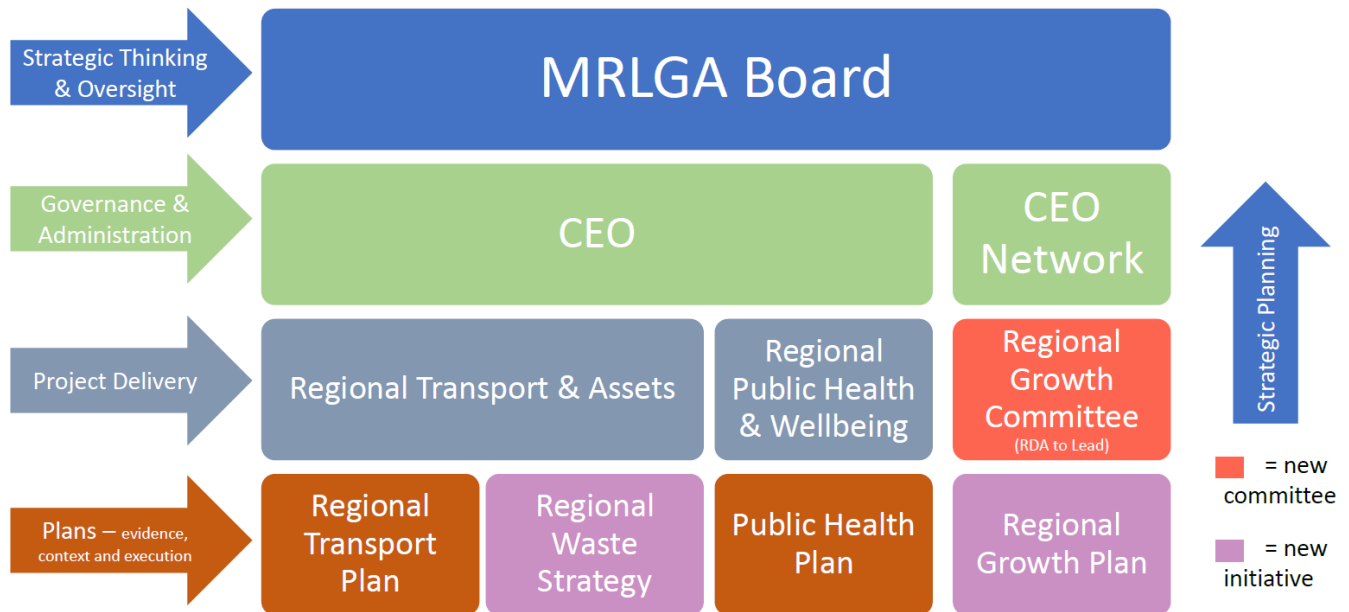 Strategic Thinking
& Oversight
MRLGA Board
Governance &
Administration
CEO
CEO
Network
Strategic Planning
Project Delivery
Regional Transport & Assets
Regional
Public Health
& Wellbeing
Regional
Growth
Committee
(RDA to Lead)
Plans – evidence,
context and execution
Regional
Transport
Plan
Regional
Waste
Strategy
Public Health
Plan
Regional
Growth Plan
= new
committee
= new
initiative